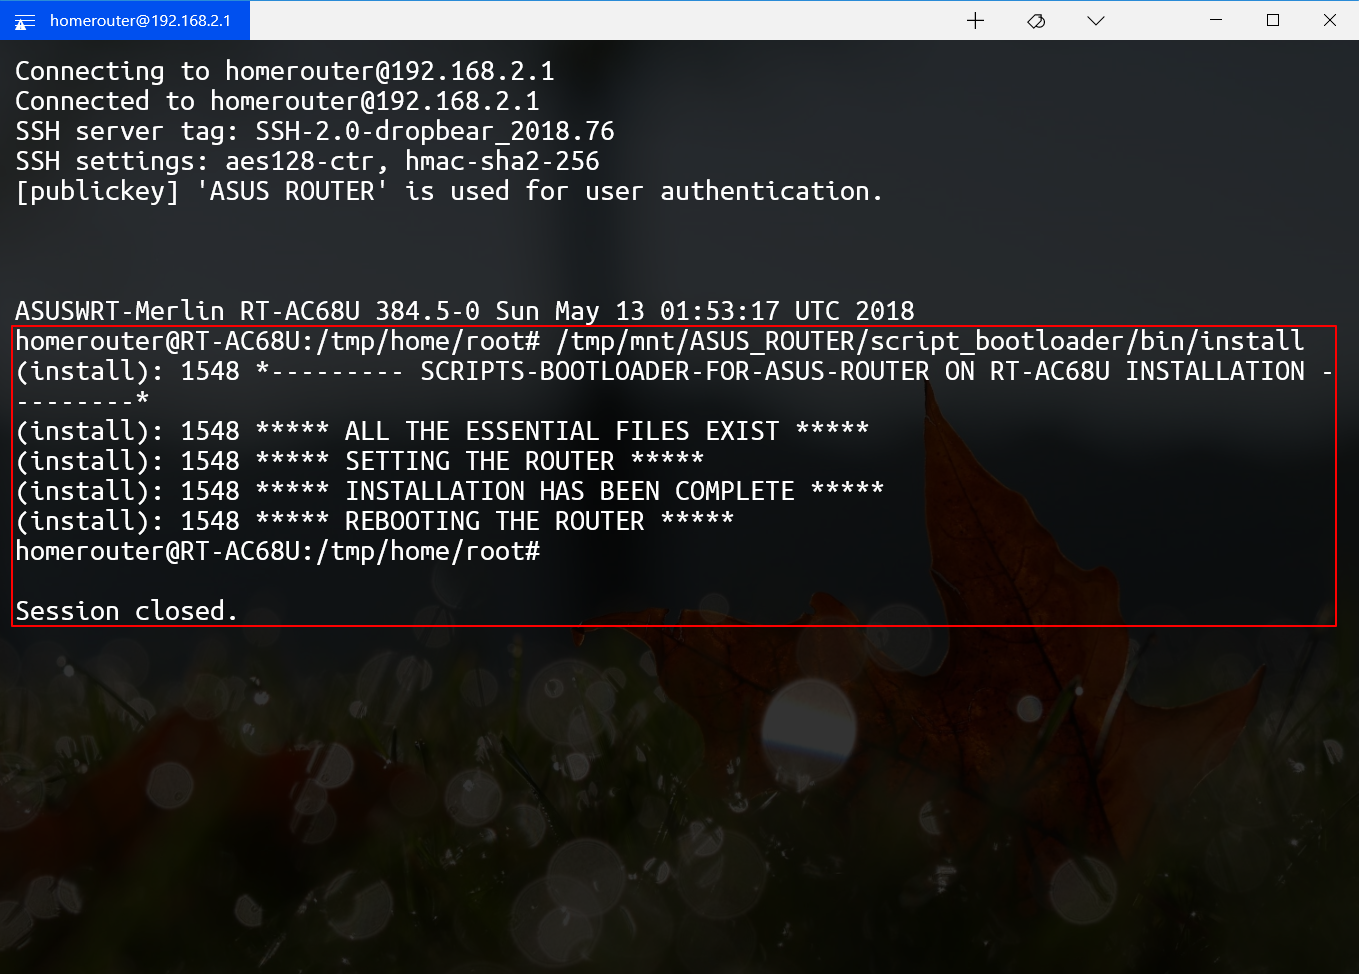 homerouter@192.168.2.1
Connecting to homerouter@192.168.2.1
Connected to homerouter@192.168.2.1
SSH server tag: SSH-2.0-dropbear_2018.76
SSH settings: aes128-ctr, hmac-sha2-256
[publickey] 'ASUS ROUTER' is used for user authentication.
ASUSWRT-Merlin RT-AC68U 384.5-0 Sun May 13 01:53:17 UTC 2018
homerouter@RT-AC68U:/tmp/home/root# /tmp/mnt/ASUS_ROUTER/script_bootloader/bin/install
(install): 1548 *--------- SCRIPTS-BOOTLOADER-FOR-ASUS-ROUTER ON RT-AC68U INSTALLATION -
--------*
(install): 1548 ***** ALL THE ESSENTIAL FILES EXIST *****
(install): 1548 ***** SETTING THE ROUTER *****
(install): 1548 ***** INSTALLATION HAS BEEN COMPLETE *****
(install): 1548 ***** REBOOTING THE ROUTER *****
homerouter@RT-AC68U:/tmp/home/root#
Session closed.